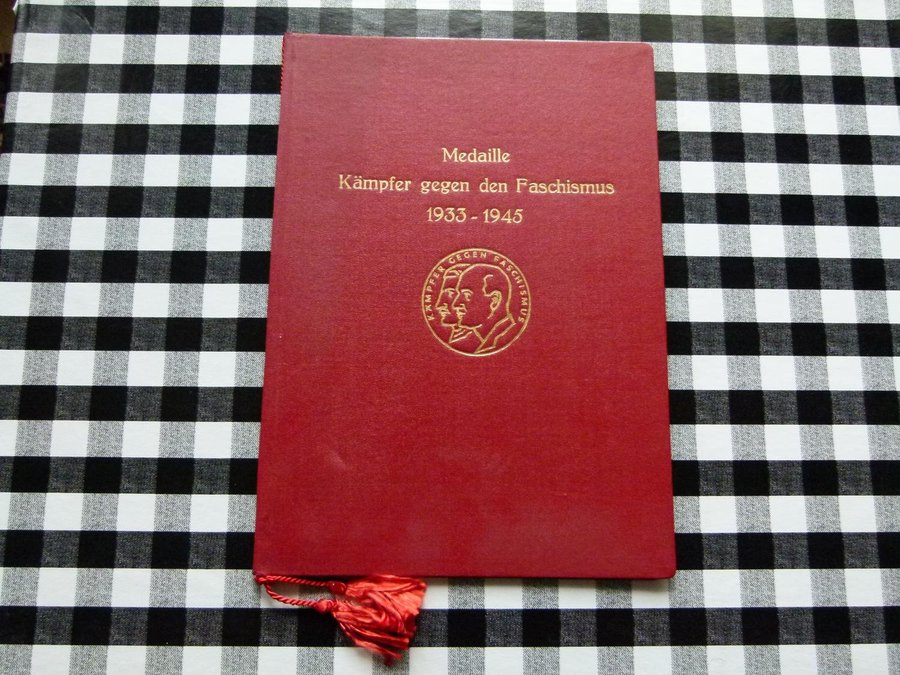 Medaille
Kämpfer gegen den Faschismus
1933 - 1945
KÄMPFER GEGEN FASCHISMUS